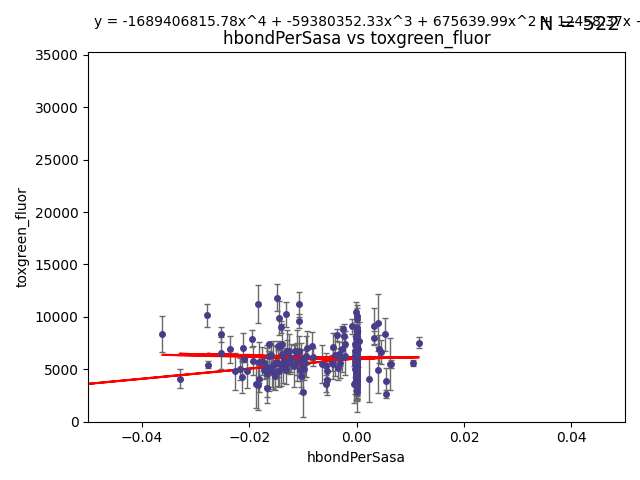 y = -1689406815.78x^4 + -59380352.33x^3 + 675639.99x^2 +
N = 522
hbondPerSasa vs toxgreen_fluor
35000
30000
25000
20000
15000
10000
5000
0
toxgreen_fluor
−0.04
−0.02
0.00
0.02
0.04
hbondPerSasa